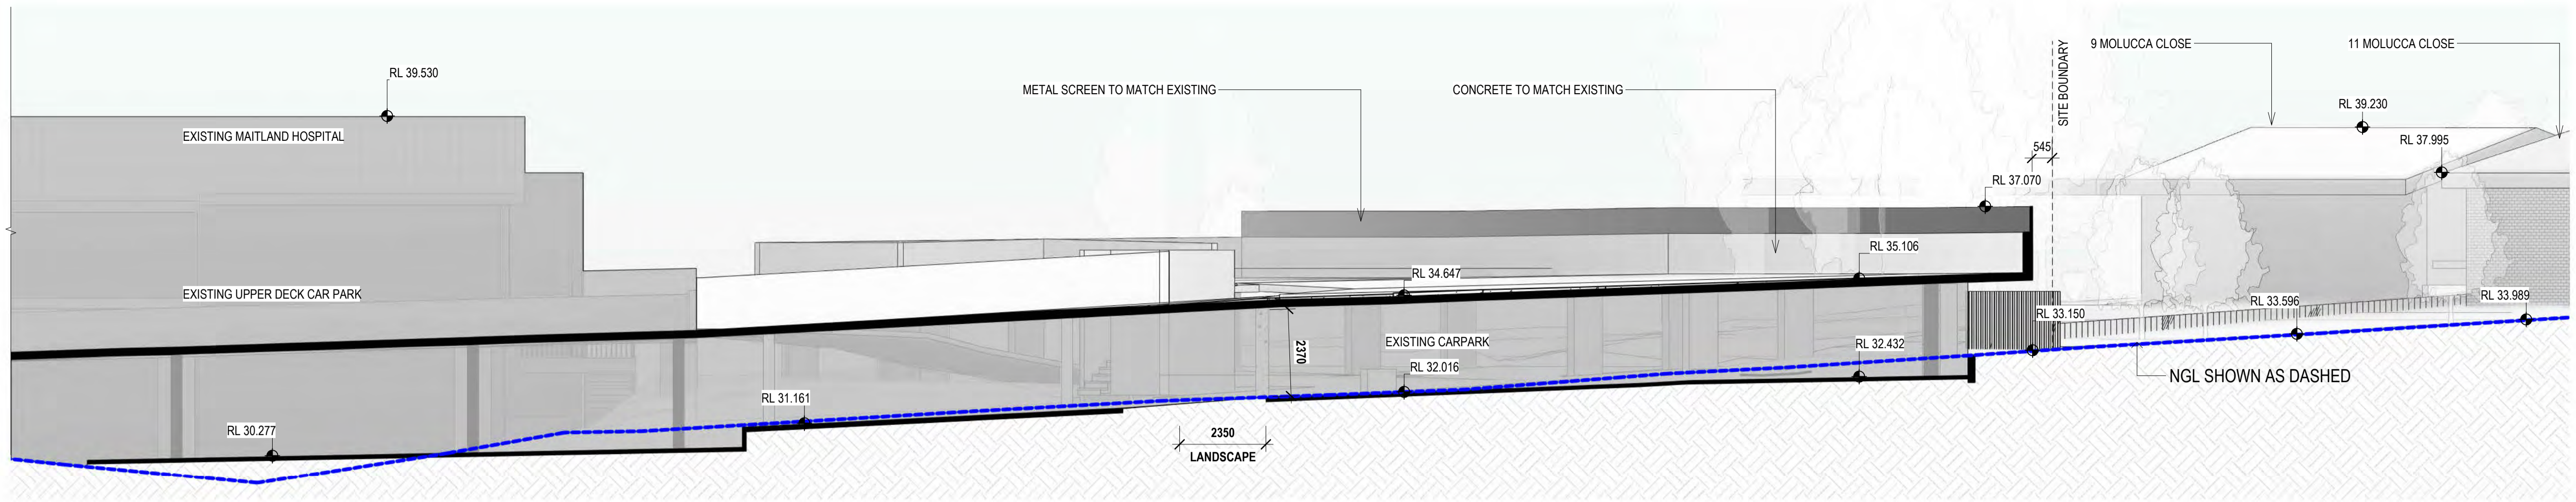 9 MOLUCCA CLOSE
11 MOLUCCA CLOSE
SITE BOUNDARY
RL 39.530
METAL SCREEN TO MATCH EXISTING
CONCRETE TO MATCH EXISTING
RL 39.230
EXISTING MAITLAND HOSPITAL
RL 37.995
545
RL 37.070
RL 35.106
RL 34.647
EXISTING UPPER DECK CAR PARK
RL 33.989
RL 33.596
RL 33.150
EXISTING CARPARK
RL 32.432
2370
RL 32.016
NGL SHOWN AS DASHED
RL 31.161
RL 30.277
2350
LANDSCAPE